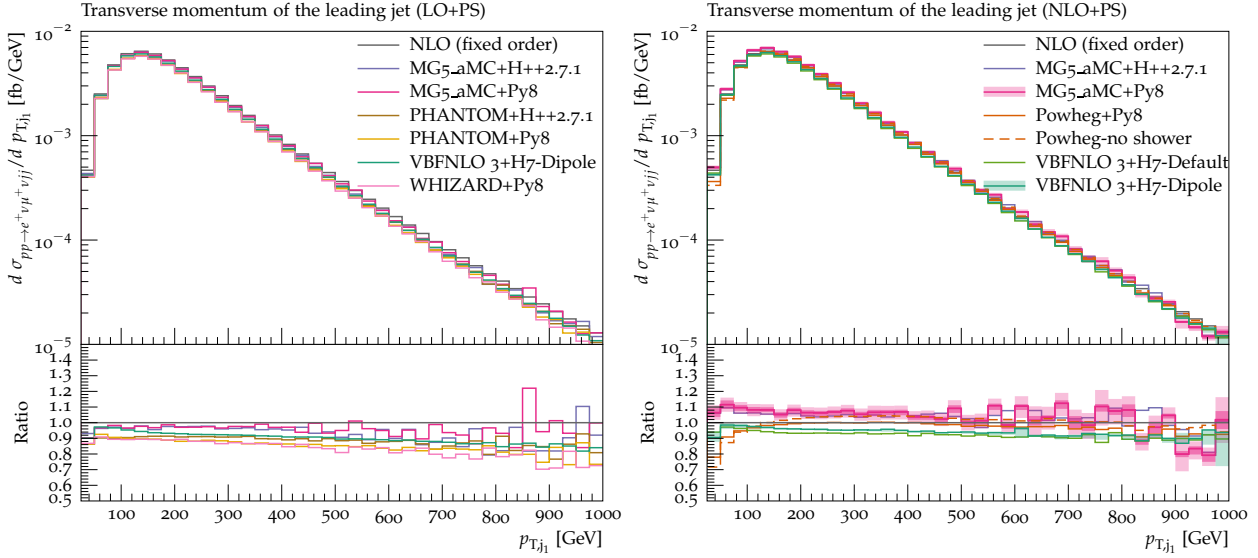 Transverse momentum of the leading jet (LO+PS)
10⁻²
10⁻³
10⁻⁴
10⁻⁵
d σ_{pp→e⁺νμ⁺νjj}/d p_{T,j₁} [fb/GeV]
NLO (fixed order)
MG5_aMC+H++2.7.1
MG5_aMC+Py8
PHANTOM+H++2.7.1
PHANTOM+Py8
VBFNLO 3+H7-Dipole
WHIZARD+Py8
Ratio
1.4
1.3
1.2
1.1
1.0
0.9
0.8
0.7
0.6
0.5
100 200 300 400 500 600 700 800 900 1000
p_{T,j₁} [GeV]
Transverse momentum of the leading jet (NLO+PS)
10⁻²
10⁻³
10⁻⁴
10⁻⁵
d σ_{pp→e⁺νμ⁺νjj}/d p_{T,j₁} [fb/GeV]
NLO (fixed order)
MG5_aMC+H++2.7.1
MG5_aMC+Py8
Powheg+Py8
Powheg-no shower
VBFNLO 3+H7-Default
VBFNLO 3+H7-Dipole
Ratio
1.4
1.3
1.2
1.1
1.0
0.9
0.8
0.7
0.6
0.5
100 200 300 400 500 600 700 800 900 1000
p_{T,j₁} [GeV]